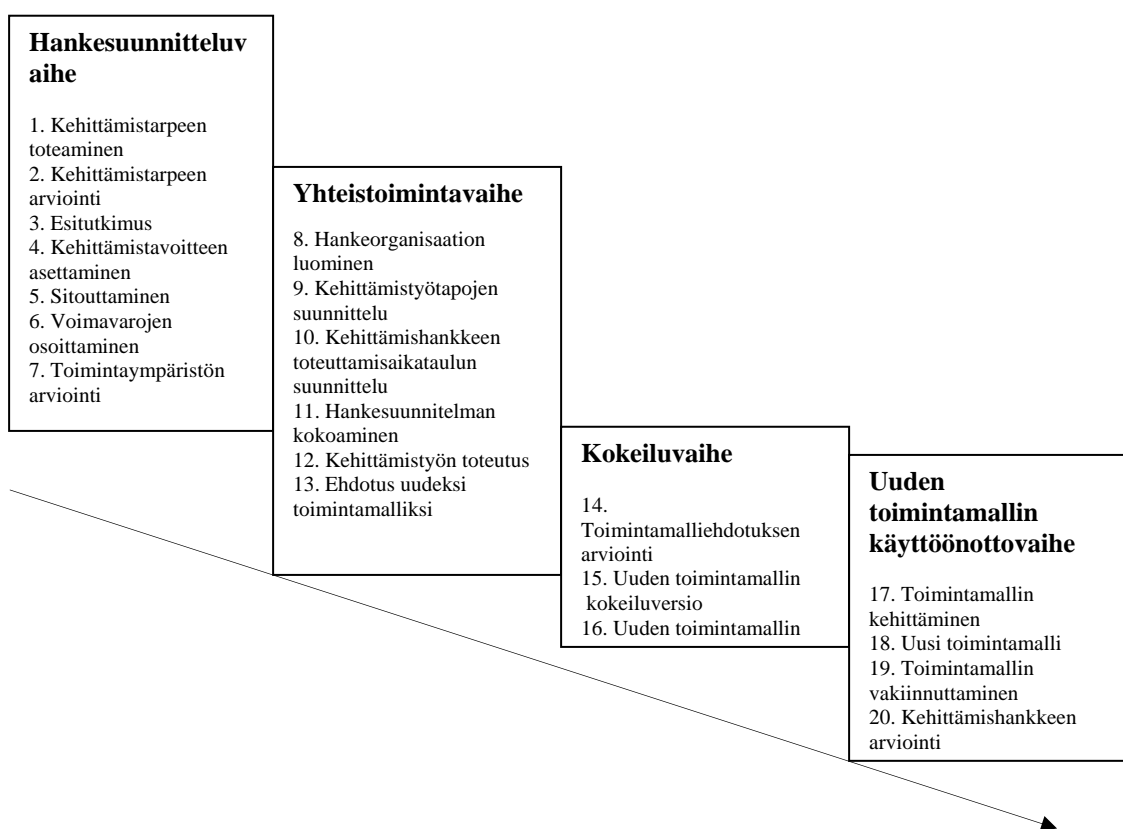 Hankesuunnitteluv
aihe
1. Kehittämistarpeen
toteaminen
2. Kehittämistarpeen
arviointi
3. Esitutkimus
4. Kehittämistavoitteen
asettaminen
5. Sitouttaminen
6. Voimavarojen
osoittaminen
7. Toimintaympäristön
arviointi
Yhteistoimintavaihe
8. Hankeorganisaation
luominen
9. Kehittämistyötapojen
suunnittelu
10. Kehittämishankkeen
toteuttamisaikataulun
suunnittelu
11. Hankesuunnitelman
kokoaminen
12. Kehittämistyön toteutus
13. Ehdotus uudeksi
toimintamalliksi
Kokeiluvaihe
14.
Toimintamalliehdotuksen
arviointi
15. Uuden toimintamallin
kokeiluversio
16. Uuden toimintamallin
Uuden
toimintamallin
käyttöönottovaihe
17. Toimintamallin
kehittäminen
18. Uusi toimintamalli
19. Toimintamallin
vakiinnuttaminen
20. Kehittämishankkeen
arviointi